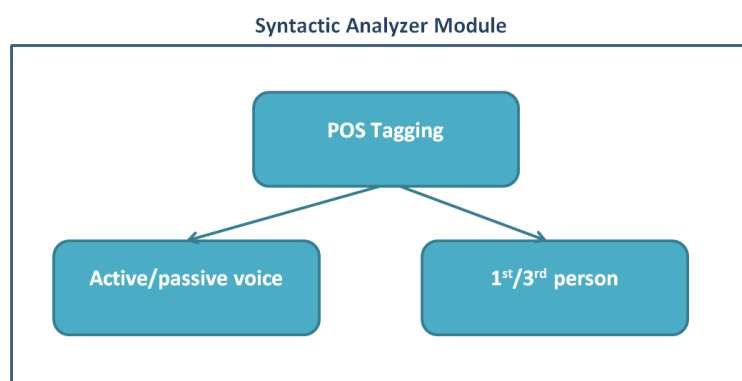 Syntactic Analyzer Module
POS Tagging
Active/passive voice
1st/3rd person